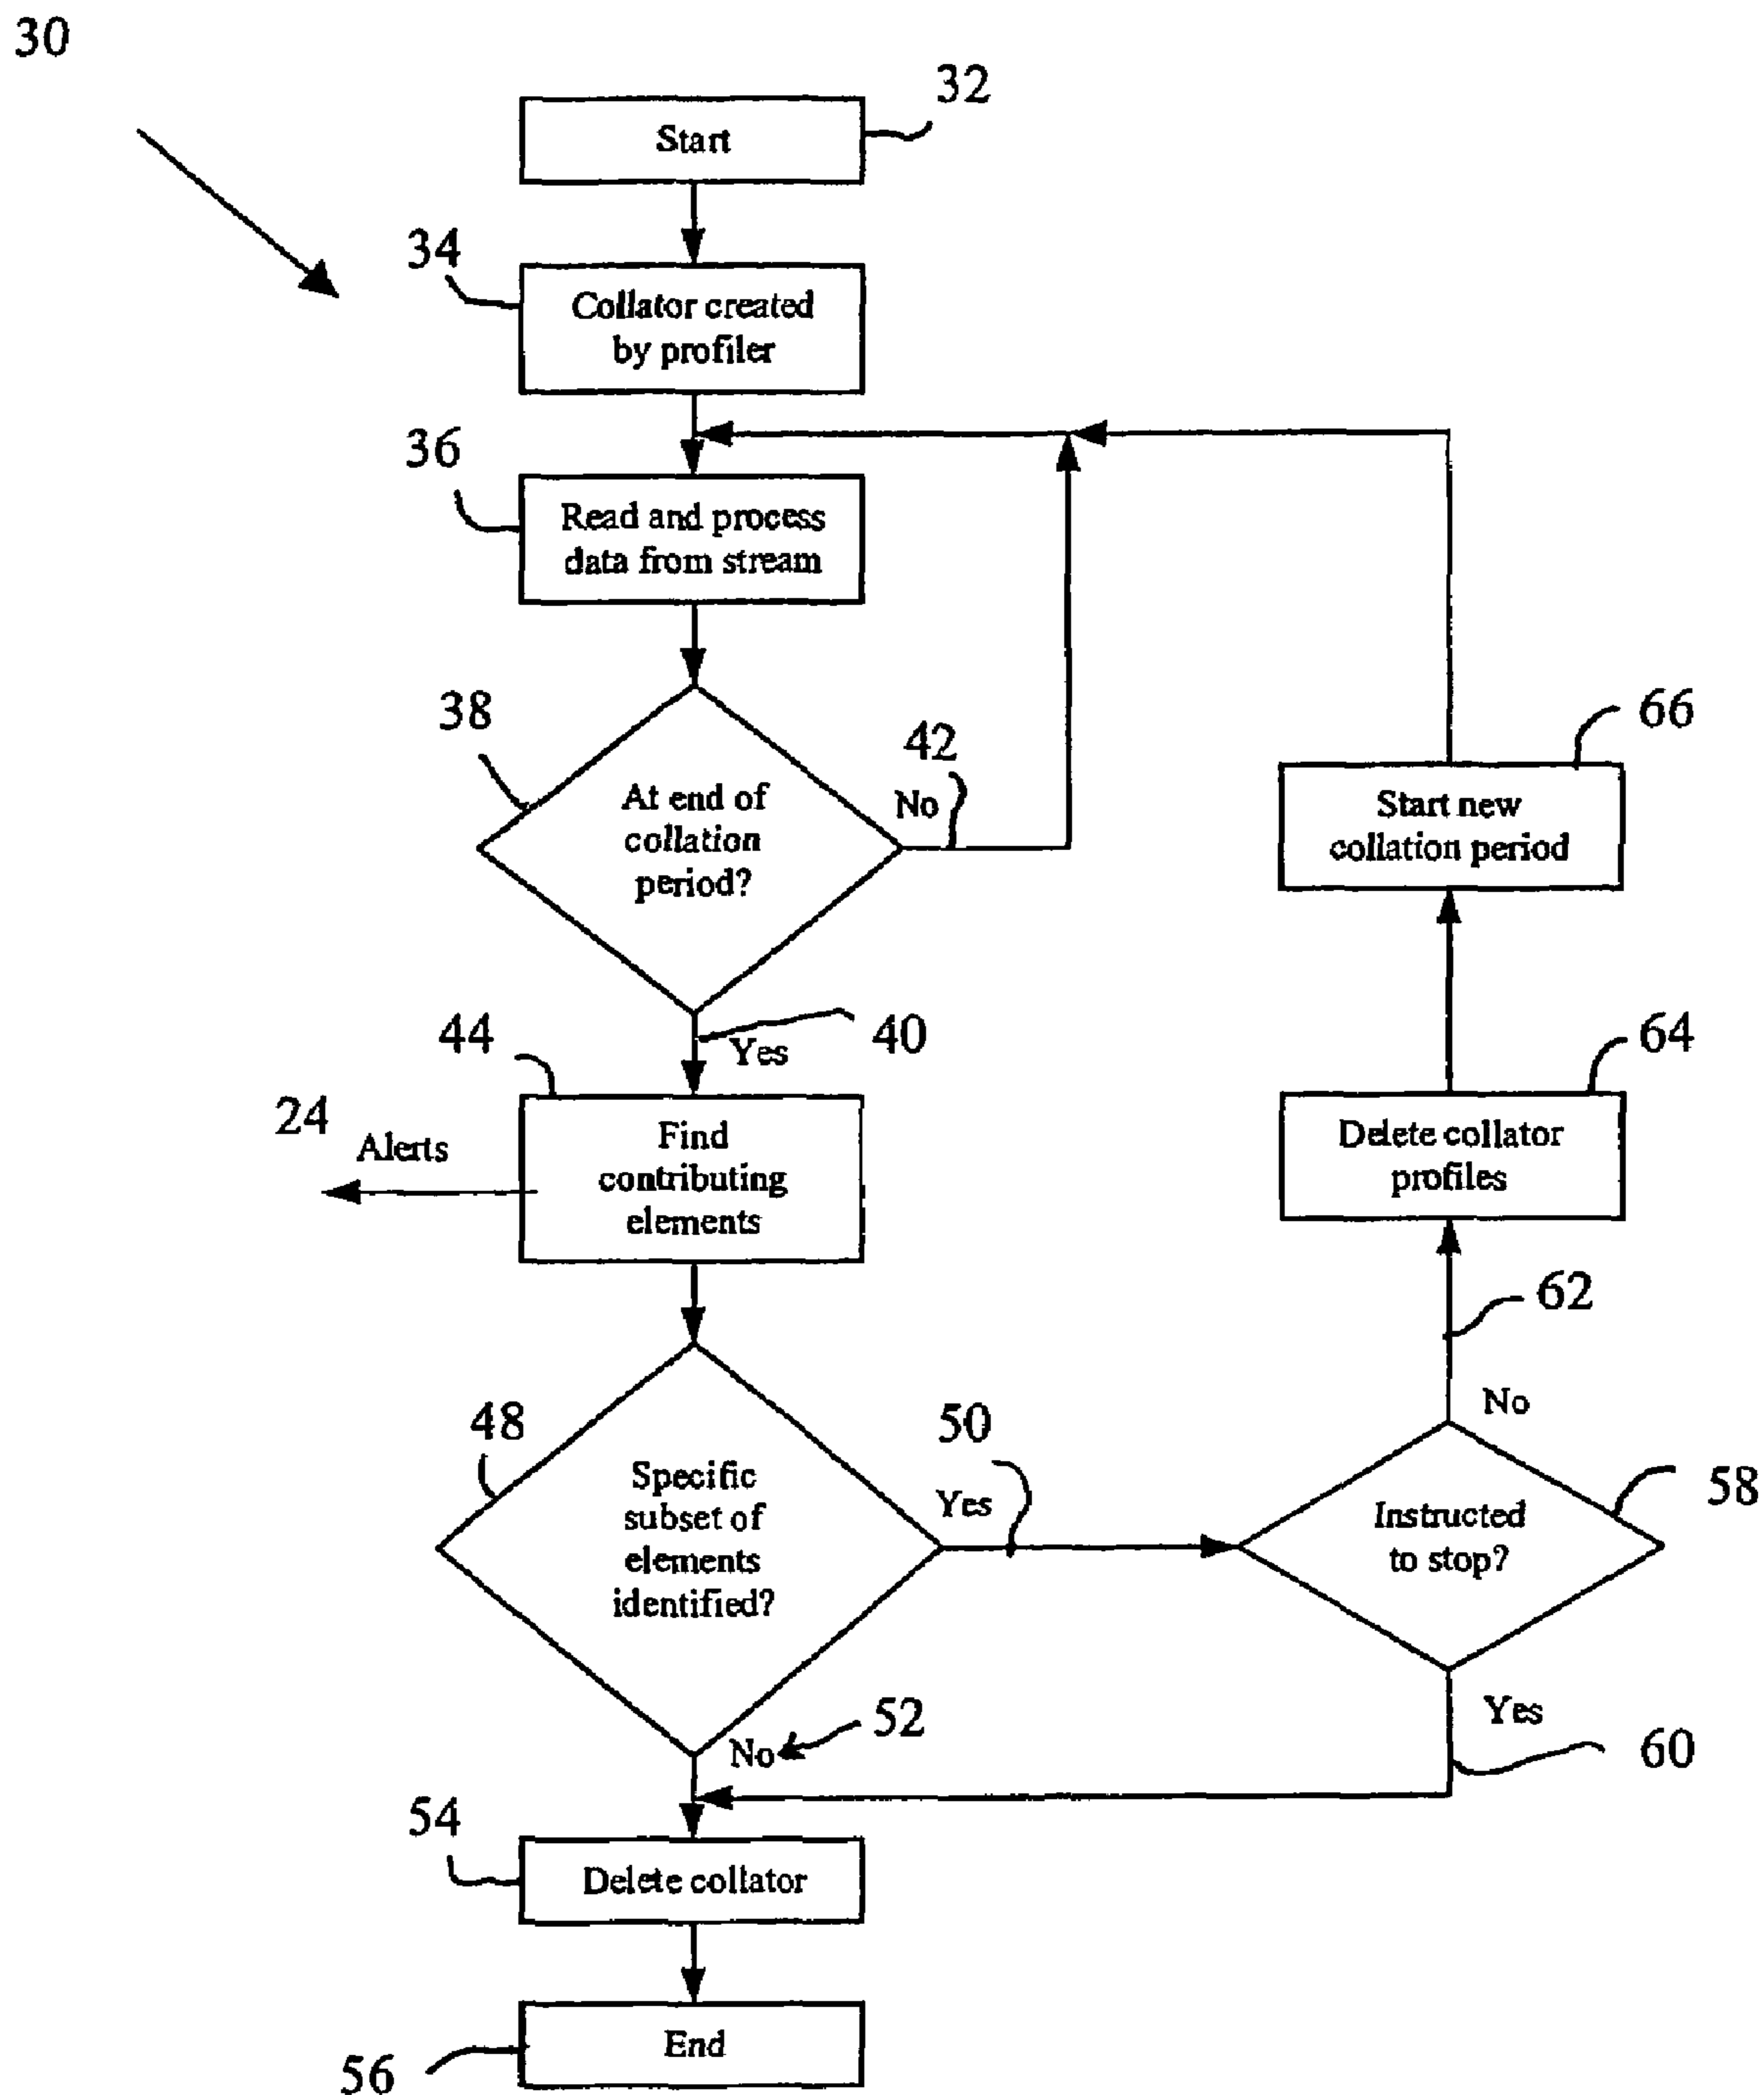 30
32
Start
34
Collator created
by profiler
36
Read and process
data from stream
38
At end of
collation
period?
42
No
66
Start new
collation period
40
Yes
44
24
Alerts
Find
contributing
elements
64
Delete collator
profiles
62
No
48
Specific
subset of
elements
identified?
50
Yes
58
Instructed
to stop?
Yes
60
52
No
54
Delete collator
End
56